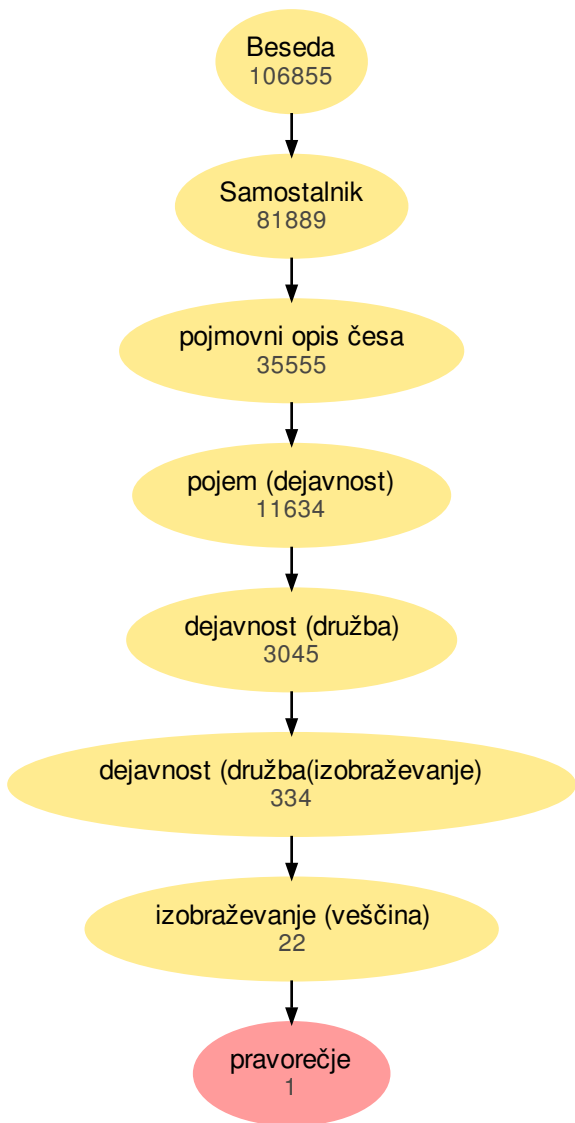 Beseda
106855
Samostalnik
81889
pojmovni opis česa
35555
pojem (dejavnost)
11634
dejavnost (družba)
3045
dejavnost (družba(izobraževanje)
334
izobraževanje (veščina)
22
pravorečje
1